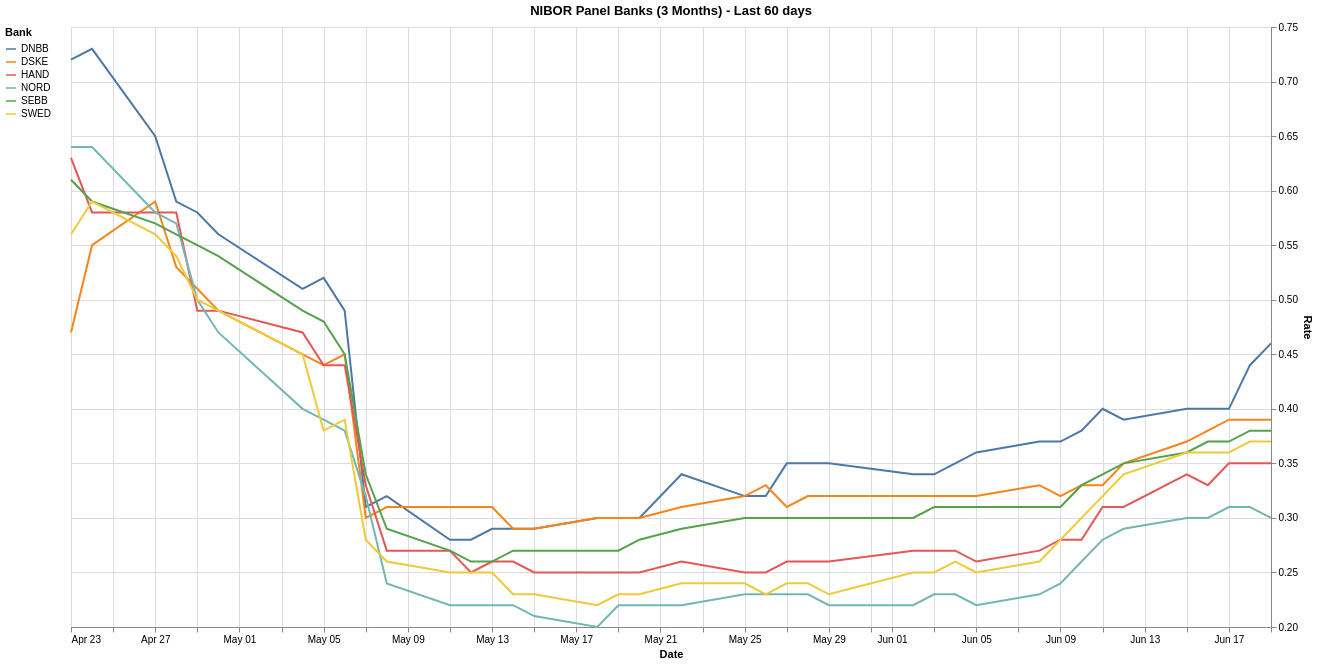 NIBOR Panel Banks (3 Months) - Last 60 days
Bank
DNBB
DSKE
HAND
NORD
SEBB
SWED
0.75
0.70
0.65
0.60
0.55
0.50
0.45
0.40
0.35
0.30
0.25
0.20
Rate
Apr 23 Apr 27 May 01 May 05 May 09 May 13 May 17 May 21 May 25 May 29 Jun 01 Jun 05 Jun 09 Jun 13 Jun 17
Date